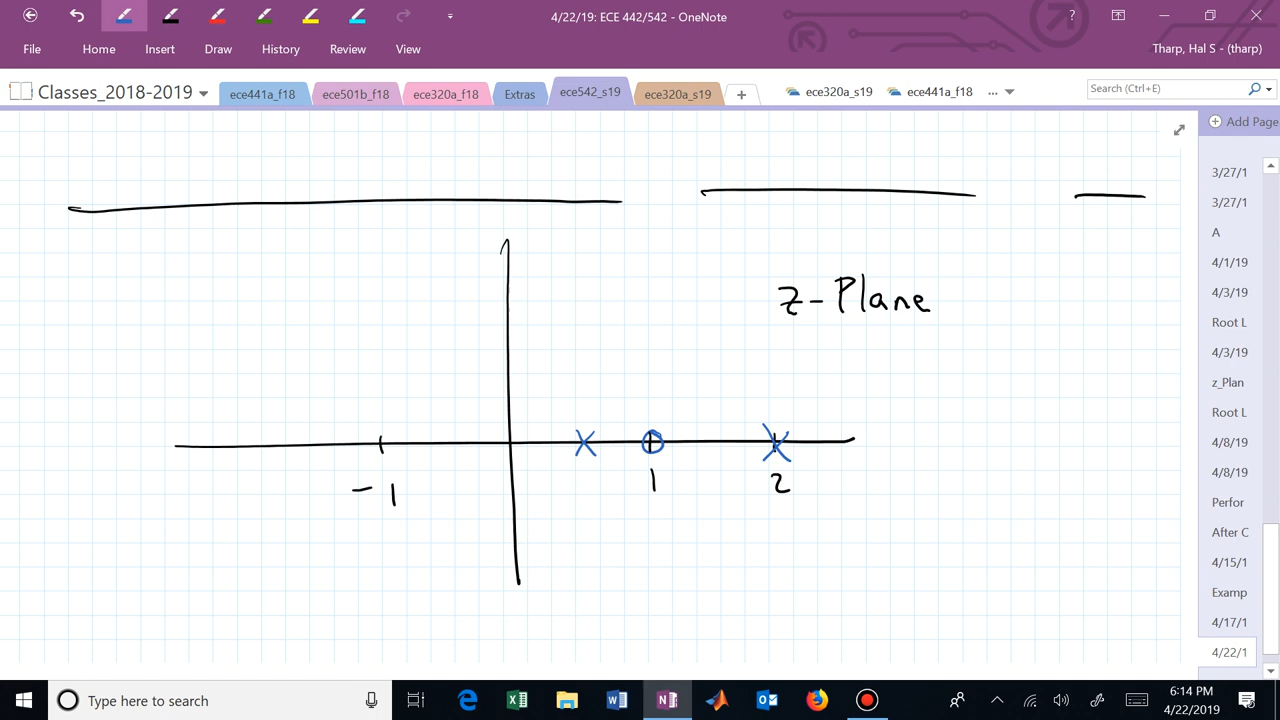 4/22/19: ECE 442/542 - OneNote
?
File Home Insert Draw History Review View
Tharp, Hal S - (tharp)
Classes_2018-2019 ece441a_f18 ece501b_f18 ece320a_f18 Extras ece542_s19 ece320a_s19 + ece320a_s19 ece441a_f18 ... Search (Ctrl+E)
+ Add Page
3/27/1
3/27/1
A
4/1/19
4/3/19
Root L
4/3/19
z_Plan
Root L
4/8/19
4/8/19
Perfor
After C
4/15/1
Examp
4/17/1
4/22/1
z-Plane
-1 1 2
Type here to search
6:14 PM
4/22/2019